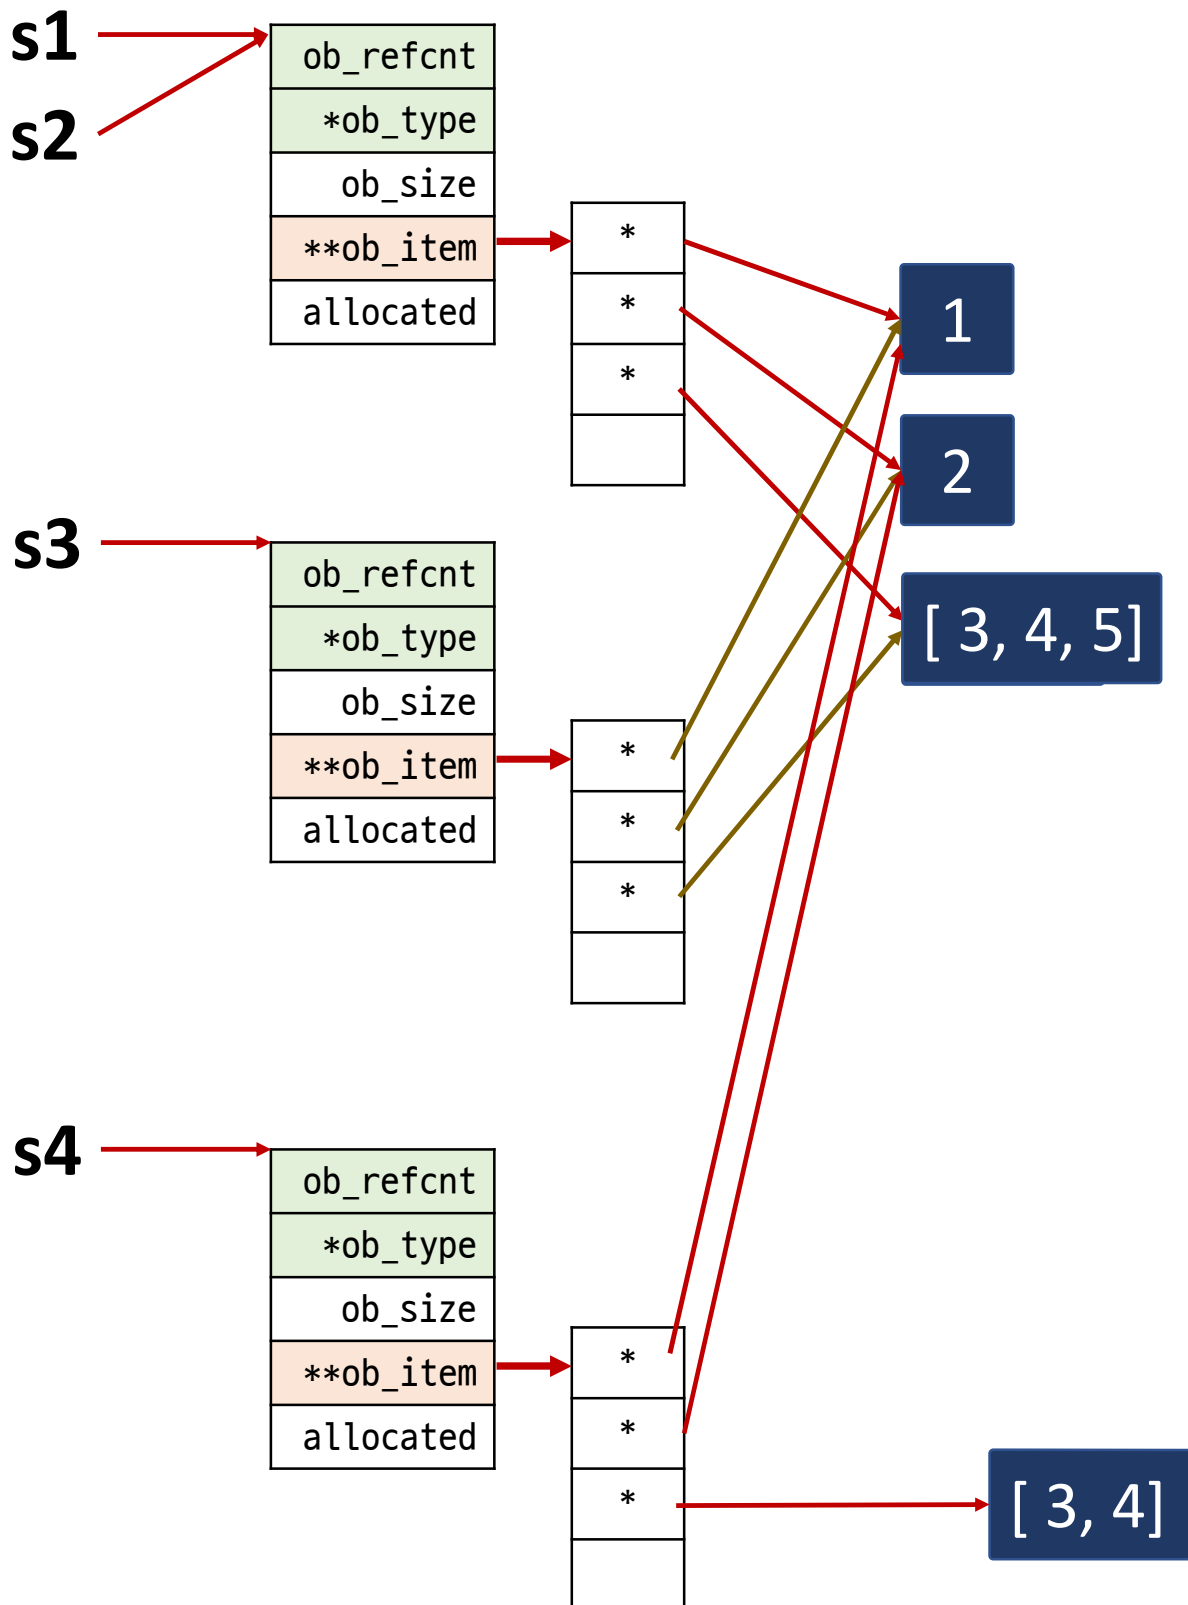 s1
s2
ob_refcnt
*ob_type
ob_size
**ob_item
allocated
*
*
*
1
2
[ 3, 4, 5]
s3
ob_refcnt
*ob_type
ob_size
**ob_item
allocated
*
*
*
s4
ob_refcnt
*ob_type
ob_size
**ob_item
allocated
*
*
*
[ 3, 4]